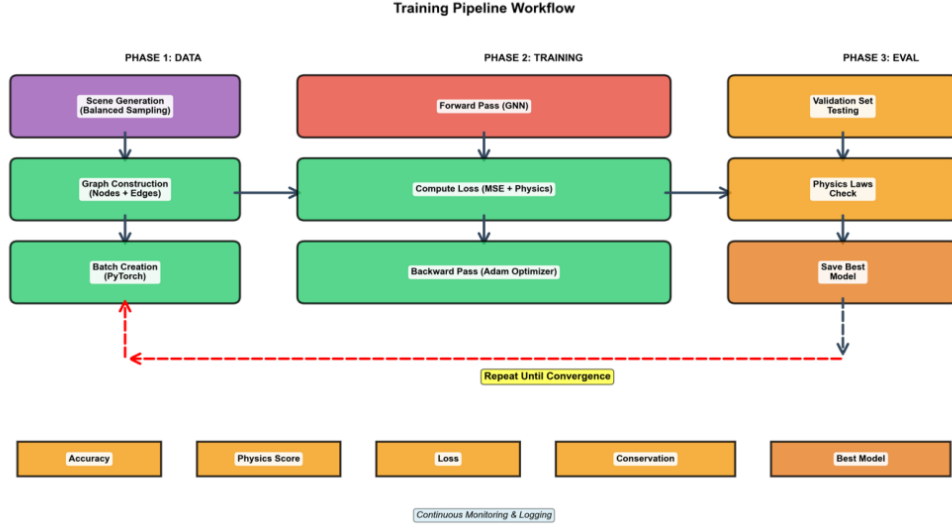 Training Pipeline Workflow
PHASE 1: DATA
PHASE 2: TRAINING
PHASE 3: EVAL
Scene Generation
(Balanced Sampling)
Forward Pass (GNN)
Validation Set
Testing
Graph Construction
(Nodes + Edges)
Compute Loss (MSE + Physics)
Physics Laws
Check
Batch Creation
(PyTorch)
Backward Pass (Adam Optimizer)
Save Best
Model
Repeat Until Convergence
Accuracy
Physics Score
Loss
Conservation
Best Model
Continuous Monitoring & Logging